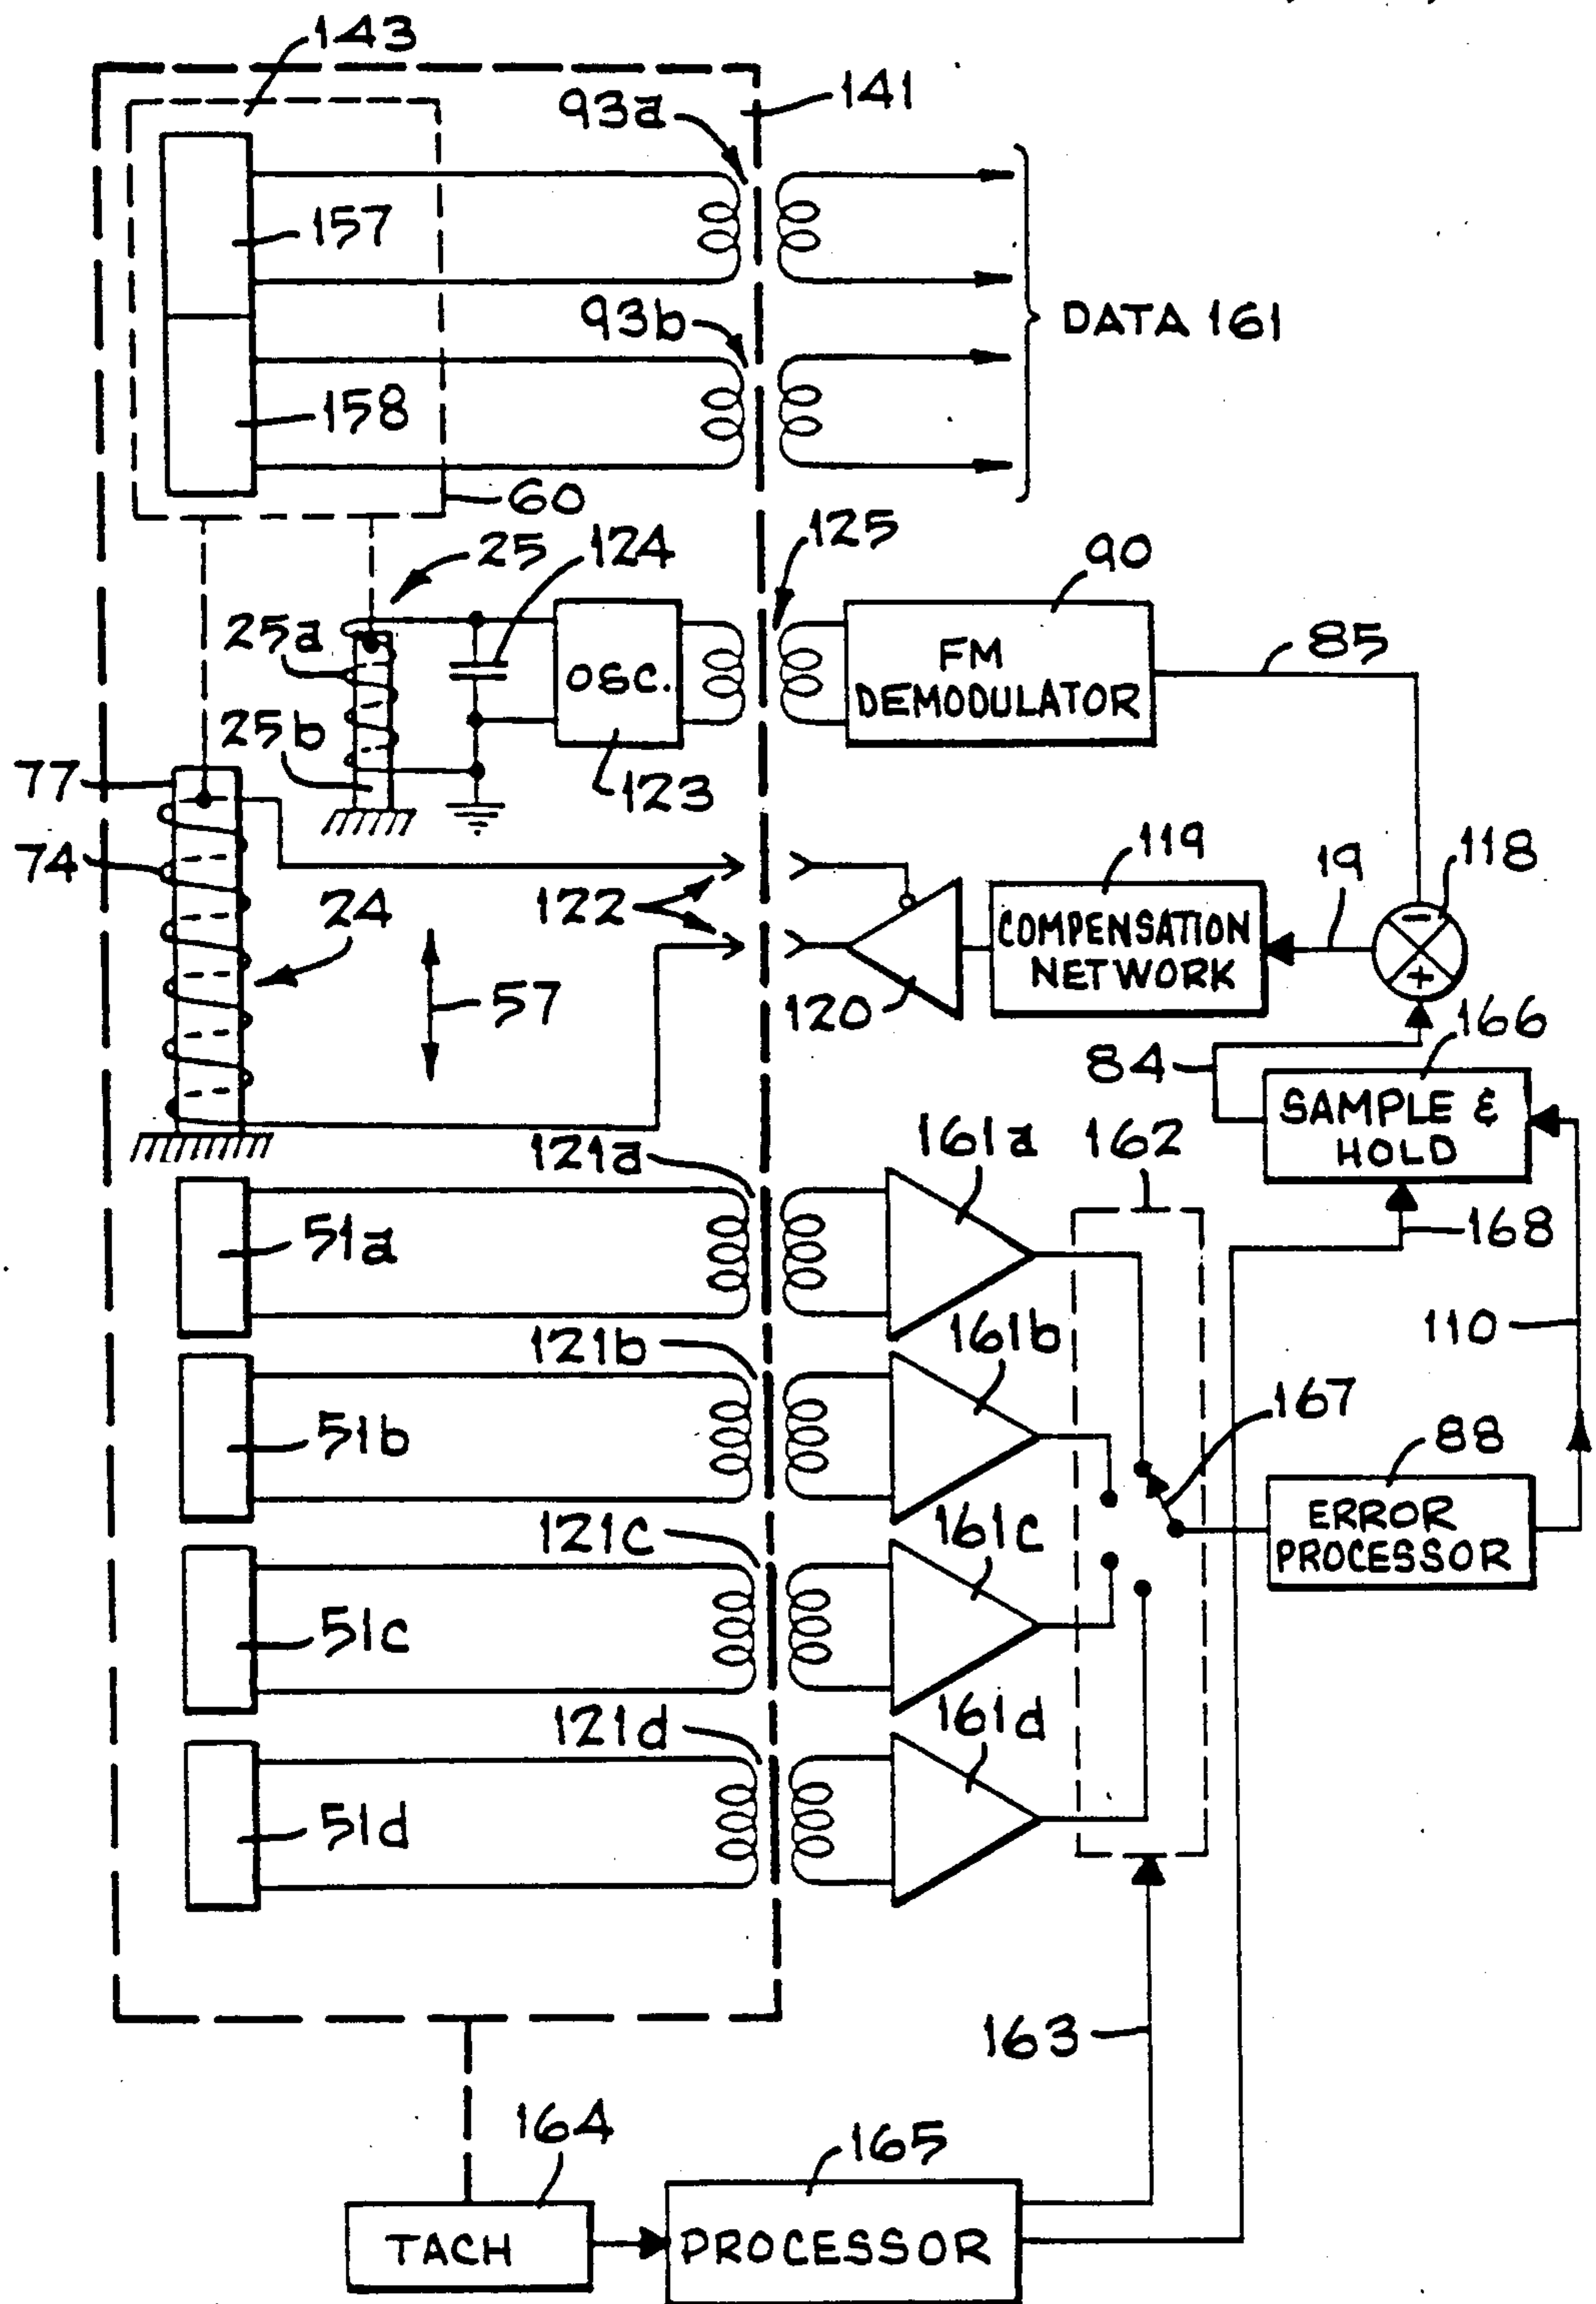 143
93a
141
157
93b
DATA 161
158
60
25
124
125
90
25a
OSC.
FM
DEMODULATOR
85
25b
77
123
74
24
122
119
19
118
COMPENSATION
NETWORK
-
+
57
120
84
166
SAMPLE &
HOLD
121a
161a
162
51a
168
121b
161b
110
51b
167
88
ERROR
PROCESSOR
121c
161c
51c
121d
161d
51d
163
164
165
TACH
PROCESSOR